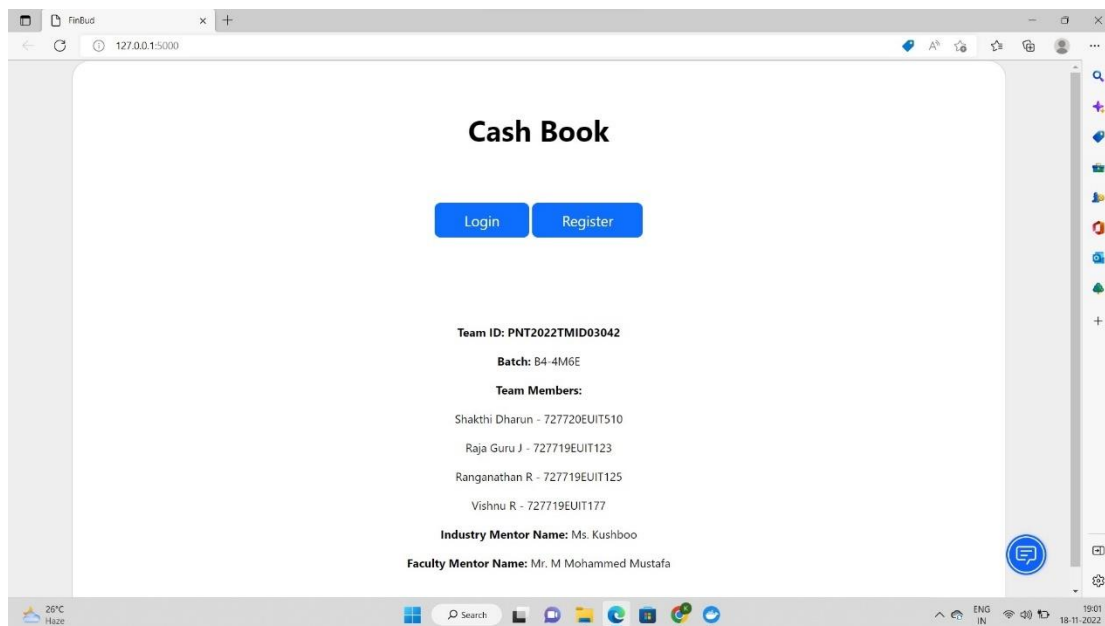 FinBud
127.0.0.1:5000
Cash Book
Login Register
Team ID: PNT2022TMID03042
Batch: B4-4M6E
Team Members:
Shakthi Dharun - 727720EUIT510
Raja Guru J - 727719EUIT123
Ranganathan R - 727719EUIT125
Vishnu R - 727719EUIT177
Industry Mentor Name: Ms. Kushboo
Faculty Mentor Name: Mr. M Mohammed Mustafa
26°C
Haze
Search
ENG
IN
19:01
18-11-2022